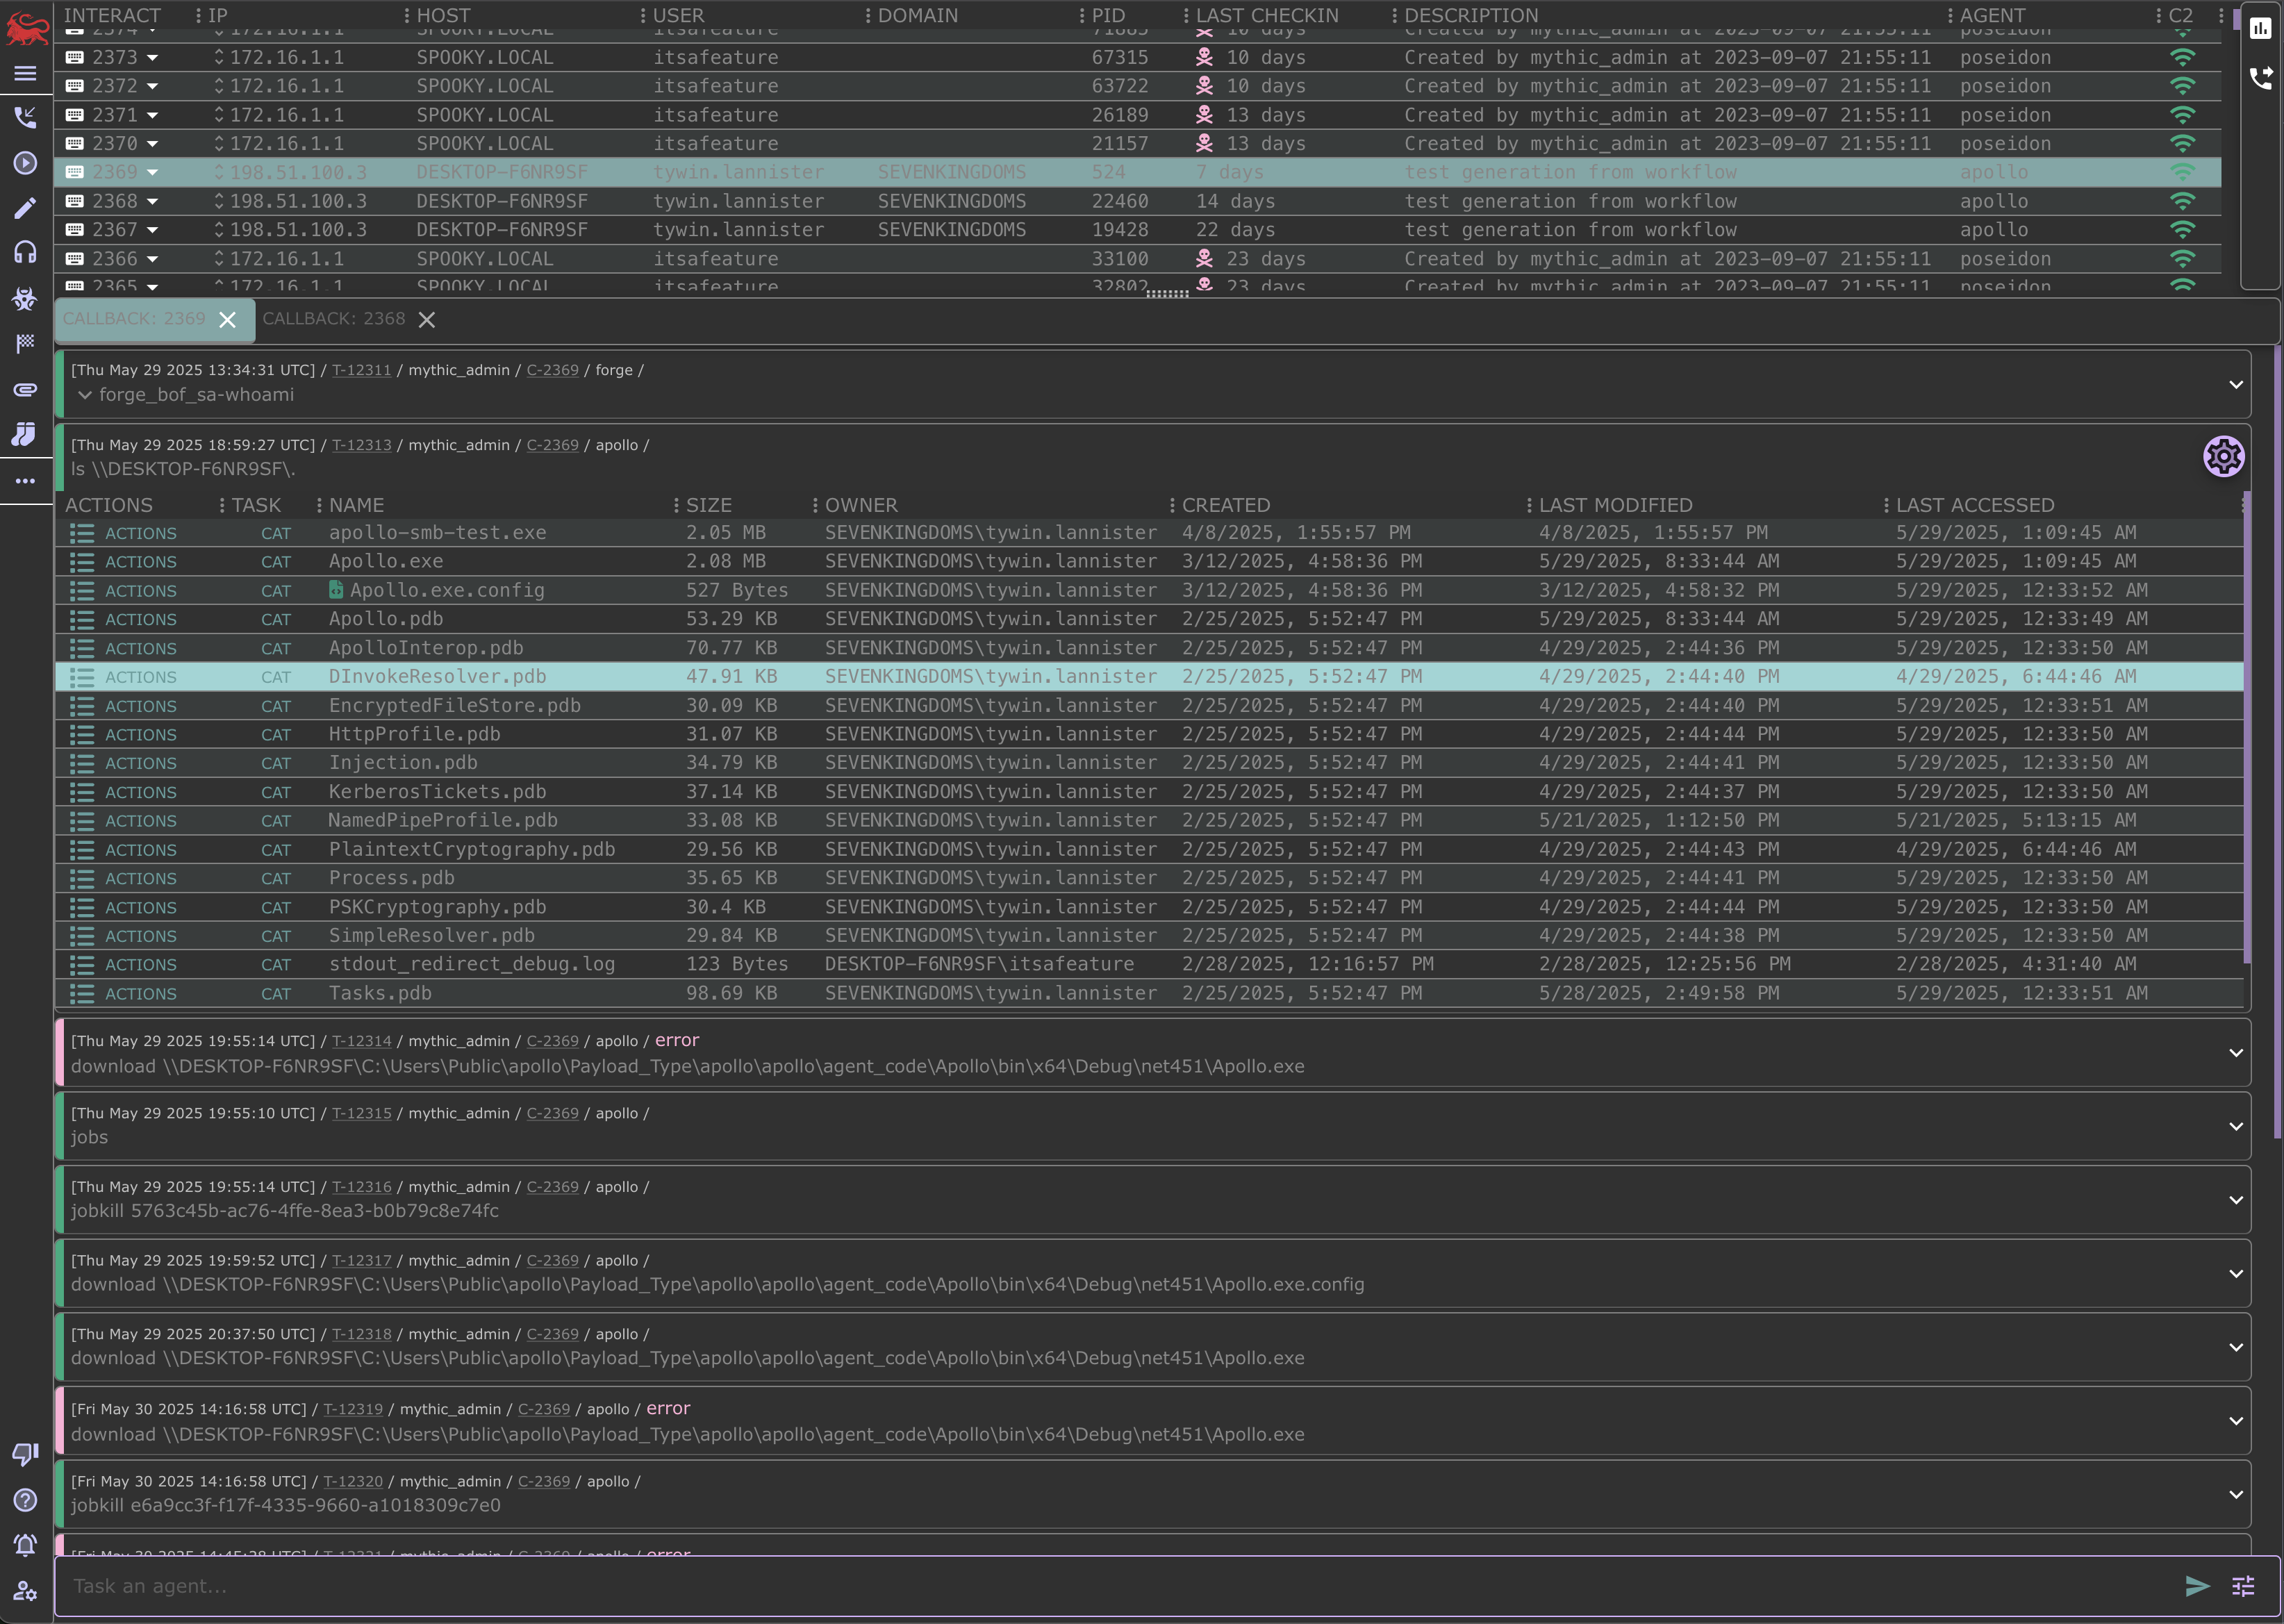 INTERACT IP HOST USER DOMAIN PID LAST CHECKIN DESCRIPTION AGENT C2
2374 172.16.1.1 SPOOKY.LOCAL itsafeature 71885 10 days Created by mythic_admin at 2023-09-07 21:55:11 poseidon
2373 172.16.1.1 SPOOKY.LOCAL itsafeature 67315 10 days Created by mythic_admin at 2023-09-07 21:55:11 poseidon
2372 172.16.1.1 SPOOKY.LOCAL itsafeature 63722 10 days Created by mythic_admin at 2023-09-07 21:55:11 poseidon
2371 172.16.1.1 SPOOKY.LOCAL itsafeature 26189 13 days Created by mythic_admin at 2023-09-07 21:55:11 poseidon
2370 172.16.1.1 SPOOKY.LOCAL itsafeature 21157 13 days Created by mythic_admin at 2023-09-07 21:55:11 poseidon
2369 198.51.100.3 DESKTOP-F6NR9SF tywin.lannister SEVENKINGDOMS 524 7 days test generation from workflow apollo
2368 198.51.100.3 DESKTOP-F6NR9SF tywin.lannister SEVENKINGDOMS 22460 14 days test generation from workflow apollo
2367 198.51.100.3 DESKTOP-F6NR9SF tywin.lannister SEVENKINGDOMS 19428 22 days test generation from workflow apollo
2366 172.16.1.1 SPOOKY.LOCAL itsafeature 33100 23 days Created by mythic_admin at 2023-09-07 21:55:11 poseidon
2365 172.16.1.1 SPOOKY.LOCAL itsafeature 32802 23 days Created by mythic_admin at 2023-09-07 21:55:11 poseidon
CALLBACK: 2369 CALLBACK: 2368
[Thu May 29 2025 13:34:31 UTC] / T-12311 / mythic_admin / C-2369 / forge /
forge_bof_sa-whoami
[Thu May 29 2025 18:59:27 UTC] / T-12313 / mythic_admin / C-2369 / apollo /
ls \\DESKTOP-F6NR9SF\.
ACTIONS TASK NAME SIZE OWNER CREATED LAST MODIFIED LAST ACCESSED
ACTIONS CAT apollo-smb-test.exe 2.05 MB SEVENKINGDOMS\tywin.lannister 4/8/2025, 1:55:57 PM 4/8/2025, 1:55:57 PM 5/29/2025, 1:09:45 AM
ACTIONS CAT Apollo.exe 2.08 MB SEVENKINGDOMS\tywin.lannister 3/12/2025, 4:58:36 PM 5/29/2025, 8:33:44 AM 5/29/2025, 1:09:45 AM
ACTIONS CAT Apollo.exe.config 527 Bytes SEVENKINGDOMS\tywin.lannister 3/12/2025, 4:58:36 PM 3/12/2025, 4:58:32 PM 5/29/2025, 12:33:52 AM
ACTIONS CAT Apollo.pdb 53.29 KB SEVENKINGDOMS\tywin.lannister 2/25/2025, 5:52:47 PM 5/29/2025, 8:33:44 AM 5/29/2025, 12:33:49 AM
ACTIONS CAT ApolloInterop.pdb 70.77 KB SEVENKINGDOMS\tywin.lannister 2/25/2025, 5:52:47 PM 4/29/2025, 2:44:36 PM 5/29/2025, 12:33:50 AM
ACTIONS CAT DInvokeResolver.pdb 47.91 KB SEVENKINGDOMS\tywin.lannister 2/25/2025, 5:52:47 PM 4/29/2025, 2:44:40 PM 4/29/2025, 6:44:46 AM
ACTIONS CAT EncryptedFileStore.pdb 30.09 KB SEVENKINGDOMS\tywin.lannister 2/25/2025, 5:52:47 PM 4/29/2025, 2:44:40 PM 5/29/2025, 12:33:51 AM
ACTIONS CAT HttpProfile.pdb 31.07 KB SEVENKINGDOMS\tywin.lannister 2/25/2025, 5:52:47 PM 4/29/2025, 2:44:44 PM 5/29/2025, 12:33:50 AM
ACTIONS CAT Injection.pdb 34.79 KB SEVENKINGDOMS\tywin.lannister 2/25/2025, 5:52:47 PM 4/29/2025, 2:44:41 PM 5/29/2025, 12:33:50 AM
ACTIONS CAT KerberosTickets.pdb 37.14 KB SEVENKINGDOMS\tywin.lannister 2/25/2025, 5:52:47 PM 4/29/2025, 2:44:37 PM 5/29/2025, 12:33:50 AM
ACTIONS CAT NamedPipeProfile.pdb 33.08 KB SEVENKINGDOMS\tywin.lannister 2/25/2025, 5:52:47 PM 5/21/2025, 1:12:50 PM 5/21/2025, 5:13:15 AM
ACTIONS CAT PlaintextCryptography.pdb 29.56 KB SEVENKINGDOMS\tywin.lannister 2/25/2025, 5:52:47 PM 4/29/2025, 2:44:43 PM 4/29/2025, 6:44:46 AM
ACTIONS CAT Process.pdb 35.65 KB SEVENKINGDOMS\tywin.lannister 2/25/2025, 5:52:47 PM 4/29/2025, 2:44:41 PM 5/29/2025, 12:33:50 AM
ACTIONS CAT PSKCryptography.pdb 30.4 KB SEVENKINGDOMS\tywin.lannister 2/25/2025, 5:52:47 PM 4/29/2025, 2:44:44 PM 5/29/2025, 12:33:50 AM
ACTIONS CAT SimpleResolver.pdb 29.84 KB SEVENKINGDOMS\tywin.lannister 2/25/2025, 5:52:47 PM 4/29/2025, 2:44:38 PM 5/29/2025, 12:33:50 AM
ACTIONS CAT stdout_redirect_debug.log 123 Bytes DESKTOP-F6NR9SF\itsafeature 2/28/2025, 12:16:57 PM 2/28/2025, 12:25:56 PM 2/28/2025, 4:31:40 AM
ACTIONS CAT Tasks.pdb 98.69 KB SEVENKINGDOMS\tywin.lannister 2/25/2025, 5:52:47 PM 5/28/2025, 2:49:58 PM 5/29/2025, 12:33:51 AM
[Thu May 29 2025 19:55:14 UTC] / T-12314 / mythic_admin / C-2369 / apollo / error
download \\DESKTOP-F6NR9SF\C:\Users\Public\apollo\Payload_Type\apollo\apollo\agent_code\Apollo\bin\x64\Debug\net451\Apollo.exe
[Thu May 29 2025 19:55:10 UTC] / T-12315 / mythic_admin / C-2369 / apollo /
jobs
[Thu May 29 2025 19:55:14 UTC] / T-12316 / mythic_admin / C-2369 / apollo /
jobkill 5763c45b-ac76-4ffe-8ea3-b0b79c8e74fc
[Thu May 29 2025 19:59:52 UTC] / T-12317 / mythic_admin / C-2369 / apollo /
download \\DESKTOP-F6NR9SF\C:\Users\Public\apollo\Payload_Type\apollo\apollo\agent_code\Apollo\bin\x64\Debug\net451\Apollo.exe.config
[Thu May 29 2025 20:37:50 UTC] / T-12318 / mythic_admin / C-2369 / apollo /
download \\DESKTOP-F6NR9SF\C:\Users\Public\apollo\Payload_Type\apollo\apollo\agent_code\Apollo\bin\x64\Debug\net451\Apollo.exe
[Fri May 30 2025 14:16:58 UTC] / T-12319 / mythic_admin / C-2369 / apollo / error
download \\DESKTOP-F6NR9SF\C:\Users\Public\apollo\Payload_Type\apollo\apollo\agent_code\Apollo\bin\x64\Debug\net451\Apollo.exe
[Fri May 30 2025 14:16:58 UTC] / T-12320 / mythic_admin / C-2369 / apollo /
jobkill e6a9cc3f-f17f-4335-9660-a1018309c7e0
[Fri May 30 2025 14:45:28 UTC] / T-12321 / mythic_admin / C-2369 / apollo / error
Task an agent...